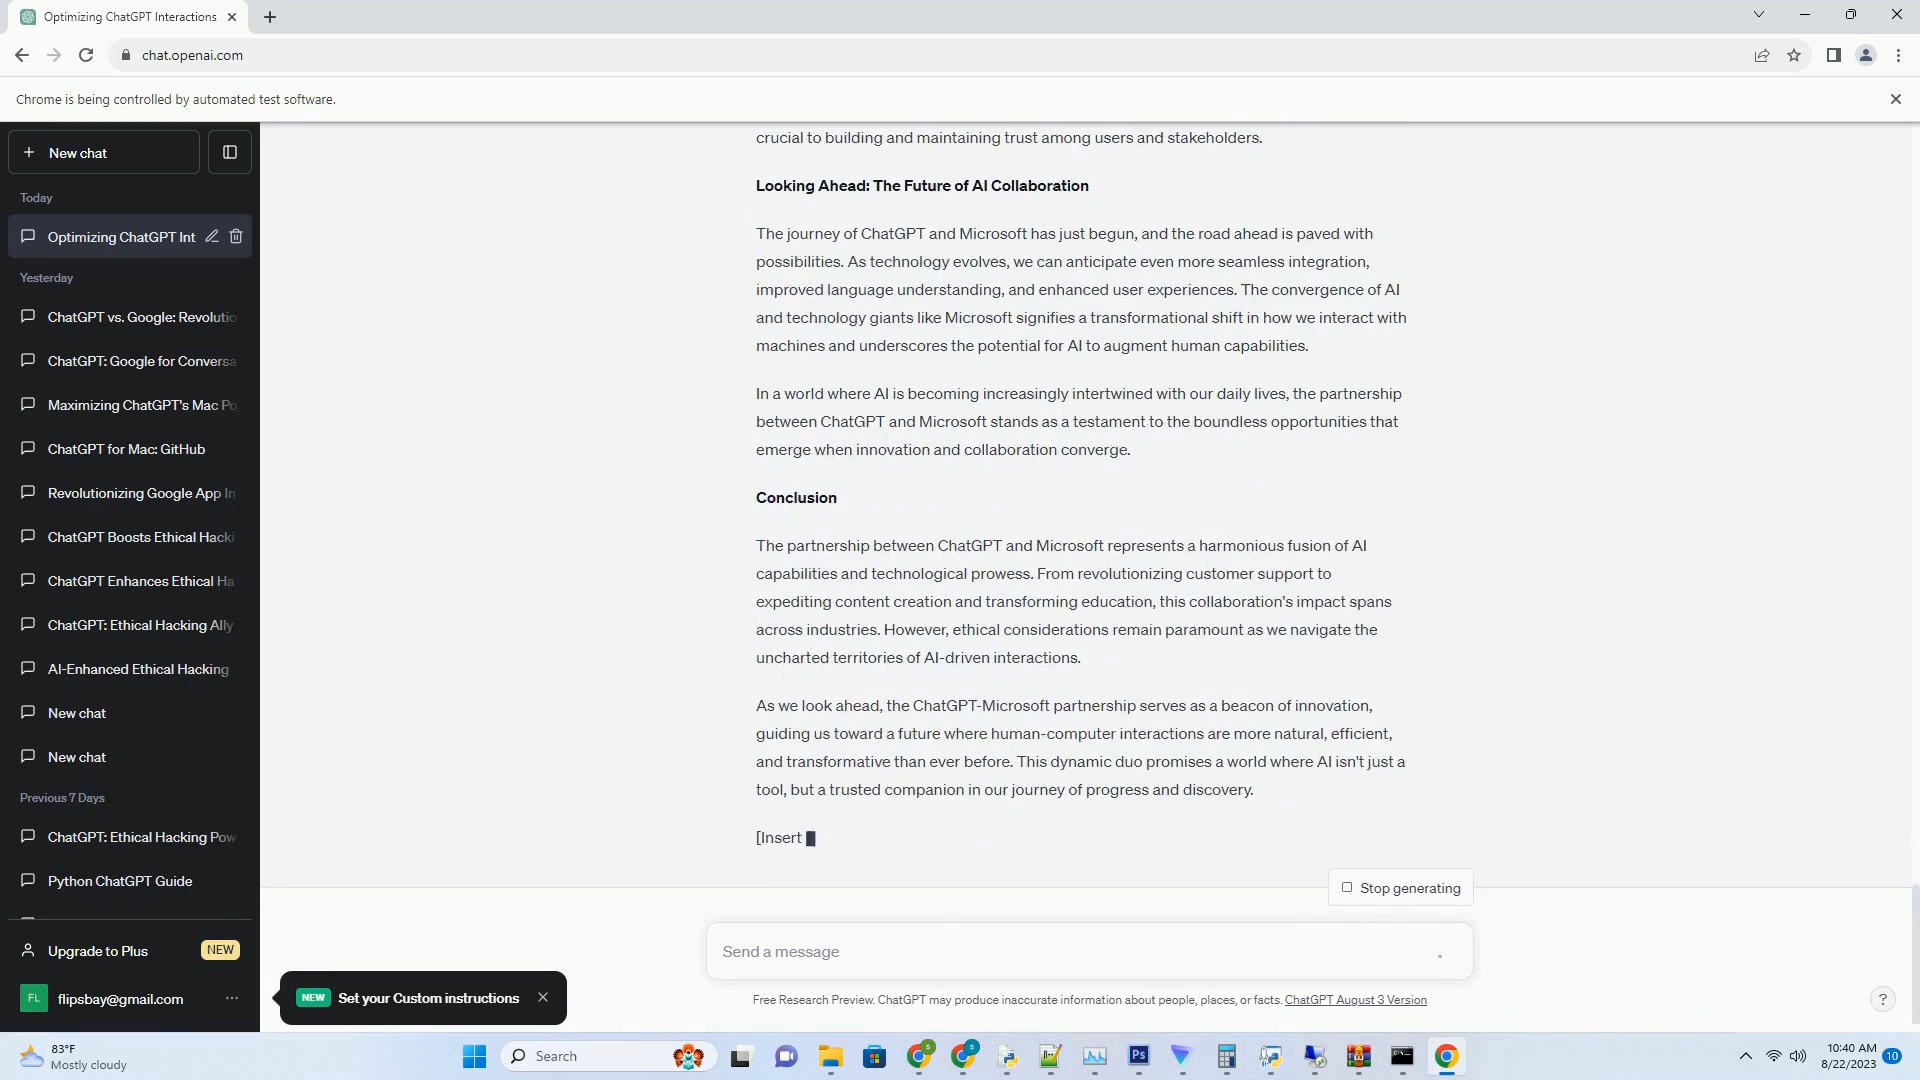 Optimizing ChatGPT Interactions
chat.openai.com
Chrome is being controlled by automated test software.
New chat
Today
Optimizing ChatGPT Int
Yesterday
ChatGPT vs. Google: Revolutio
ChatGPT: Google for Conversa
Maximizing ChatGPT's Mac Po
ChatGPT for Mac: GitHub
Revolutionizing Google App In
ChatGPT Boosts Ethical Hacki
ChatGPT Enhances Ethical Ha
ChatGPT: Ethical Hacking Ally
AI-Enhanced Ethical Hacking
New chat
New chat
Previous 7 Days
ChatGPT: Ethical Hacking Pow
Python ChatGPT Guide
Upgrade to Plus NEW
FL flipsbay@gmail.com
NEW Set your Custom instructions
crucial to building and maintaining trust among users and stakeholders.
Looking Ahead: The Future of AI Collaboration
The journey of ChatGPT and Microsoft has just begun, and the road ahead is paved with
possibilities. As technology evolves, we can anticipate even more seamless integration,
improved language understanding, and enhanced user experiences. The convergence of AI
and technology giants like Microsoft signifies a transformational shift in how we interact with
machines and underscores the potential for AI to augment human capabilities.
In a world where AI is becoming increasingly intertwined with our daily lives, the partnership
between ChatGPT and Microsoft stands as a testament to the boundless opportunities that
emerge when innovation and collaboration converge.
Conclusion
The partnership between ChatGPT and Microsoft represents a harmonious fusion of AI
capabilities and technological prowess. From revolutionizing customer support to
expediting content creation and transforming education, this collaboration's impact spans
across industries. However, ethical considerations remain paramount as we navigate the
uncharted territories of AI-driven interactions.
As we look ahead, the ChatGPT-Microsoft partnership serves as a beacon of innovation,
guiding us toward a future where human-computer interactions are more natural, efficient,
and transformative than ever before. This dynamic duo promises a world where AI isn't just a
tool, but a trusted companion in our journey of progress and discovery.
[Insert
Stop generating
Send a message
Free Research Preview. ChatGPT may produce inaccurate information about people, places, or facts. ChatGPT August 3 Version
?
83°F
Mostly cloudy
Search
S
S
Ps
10:40 AM
8/22/2023
10